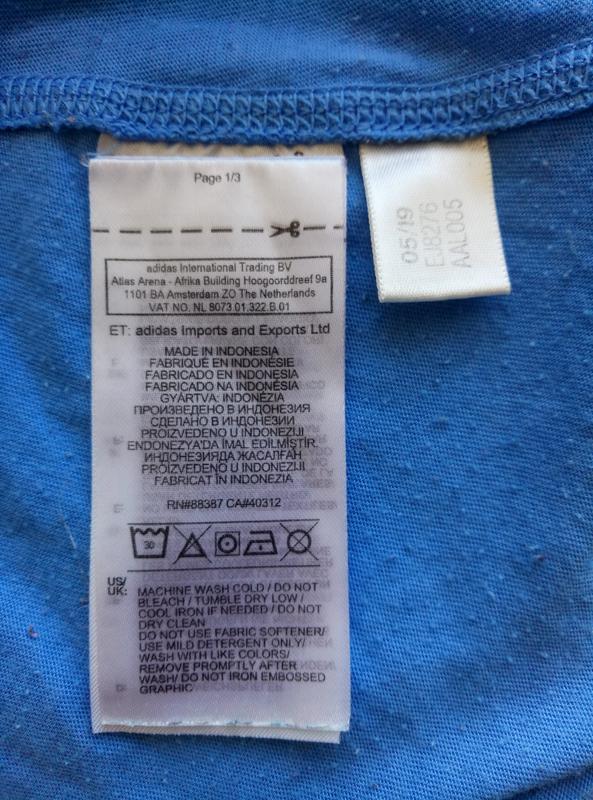 Page 1/3
adidas International Trading BV
Atlas Arena - Afrika Building Hoogoorddreef 9a
1101 BA Amsterdam ZO The Netherlands
VAT NO. NL 8073.01.322.B.01
ET: adidas Imports and Exports Ltd
MADE IN INDONESIA
FABRIQUÉ EN INDONÉSIE
FABRICADO EN INDONESIA
FABRICADO NA INDONÉSIA
GYÁRTVA: INDONÉZIA
ПРОИЗВЕДЕНО В ИНДОНЕЗИЯ
СДЕЛАНО В ИНДОНЕЗИИ
PROIZVEDENO U INDONEZIJI
ENDONEZYA'DA İMAL EDİLMİŞTİR.
ИНДОНЕЗИЯДА ЖАСАЛҒАН
PROIZVEDENO U INDONEZIJI
FABRICAT ÎN INDONEZIA
RN#88387 CA#40312
30
US/
UK:
MACHINE WASH COLD / DO NOT
BLEACH / TUMBLE DRY LOW /
COOL IRON IF NEEDED / DO NOT
DRY CLEAN
DO NOT USE FABRIC SOFTENER/
USE MILD DETERGENT ONLY/
WASH WITH LIKE COLORS/
REMOVE PROMPTLY AFTER
WASH/ DO NOT IRON EMBOSSED
GRAPHIC
05/19
EJ8276
AAL005